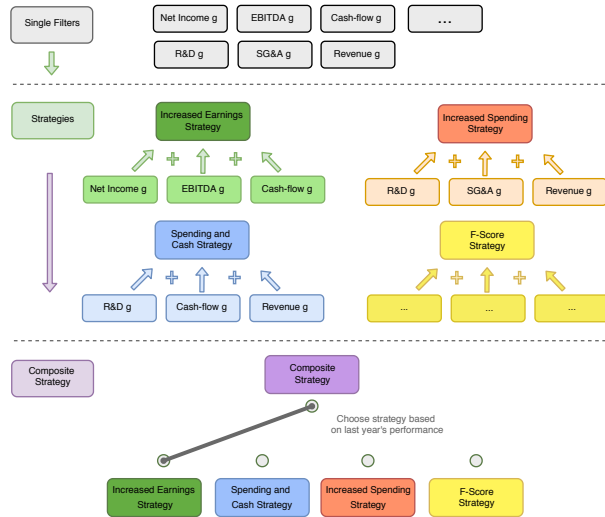 Single Filters
Net Income g
EBITDA g
Cash-flow g
...
R&D g
SG&A g
Revenue g
Strategies
Increased Earnings
Strategy
Increased Spending
Strategy
+
+
+
+
Net Income g
EBITDA g
Cash-flow g
R&D g
SG&A g
Revenue g
Spending and
Cash Strategy
F-Score
Strategy
+
+
+
+
R&D g
Cash-flow g
Revenue g
...
...
...
Composite
Strategy
Composite
Strategy
Choose strategy based
on last year's performance
Increased Earnings
Strategy
Spending and
Cash Strategy
Increased Spending
Strategy
F-Score
Strategy